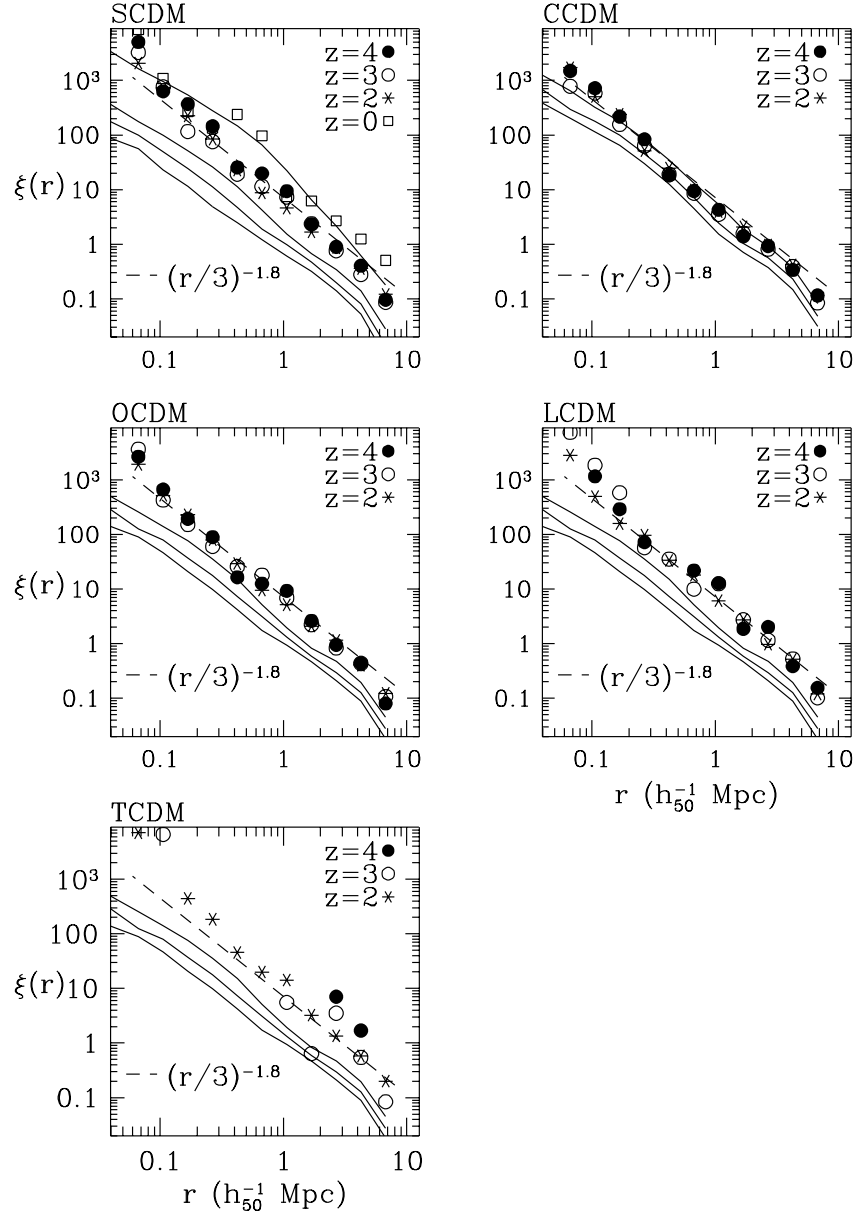 SCDM
CCDM
z=4
z=3
z=2
z=0
z=4
z=3
z=2
10³
100
10
1
0.1
ξ(r)
(r/3)⁻¹·⁸
0.1
1
10
10³
100
10
1
0.1
(r/3)⁻¹·⁸
0.1
1
10
OCDM
LCDM
z=4
z=3
z=2
z=4
z=3
z=2
10³
100
10
1
0.1
ξ(r)
(r/3)⁻¹·⁸
0.1
1
10
10³
100
10
1
0.1
ξ(r)
(r/3)⁻¹·⁸
0.1
1
10
r (h₅₀⁻¹ Mpc)
TCDM
z=4
z=3
z=2
10³
100
10
1
0.1
ξ(r)
(r/3)⁻¹·⁸
0.1
1
10
r (h₅₀⁻¹ Mpc)